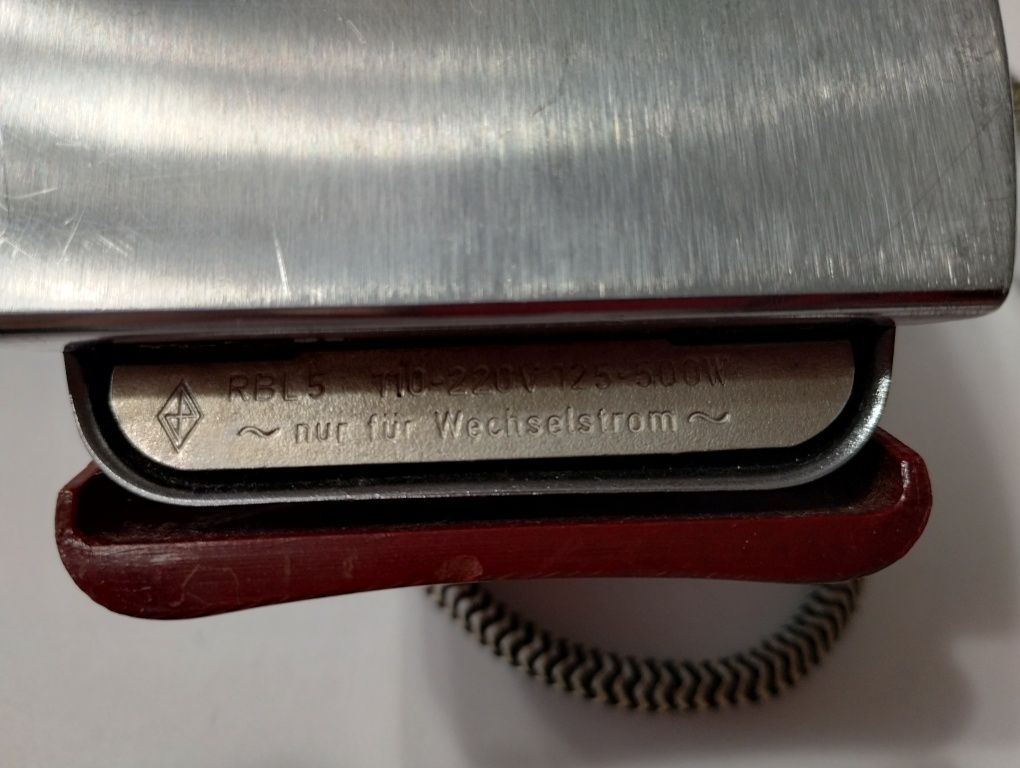 RBL5 110-220V 125-500W
~ nur für Wechselstrom ~